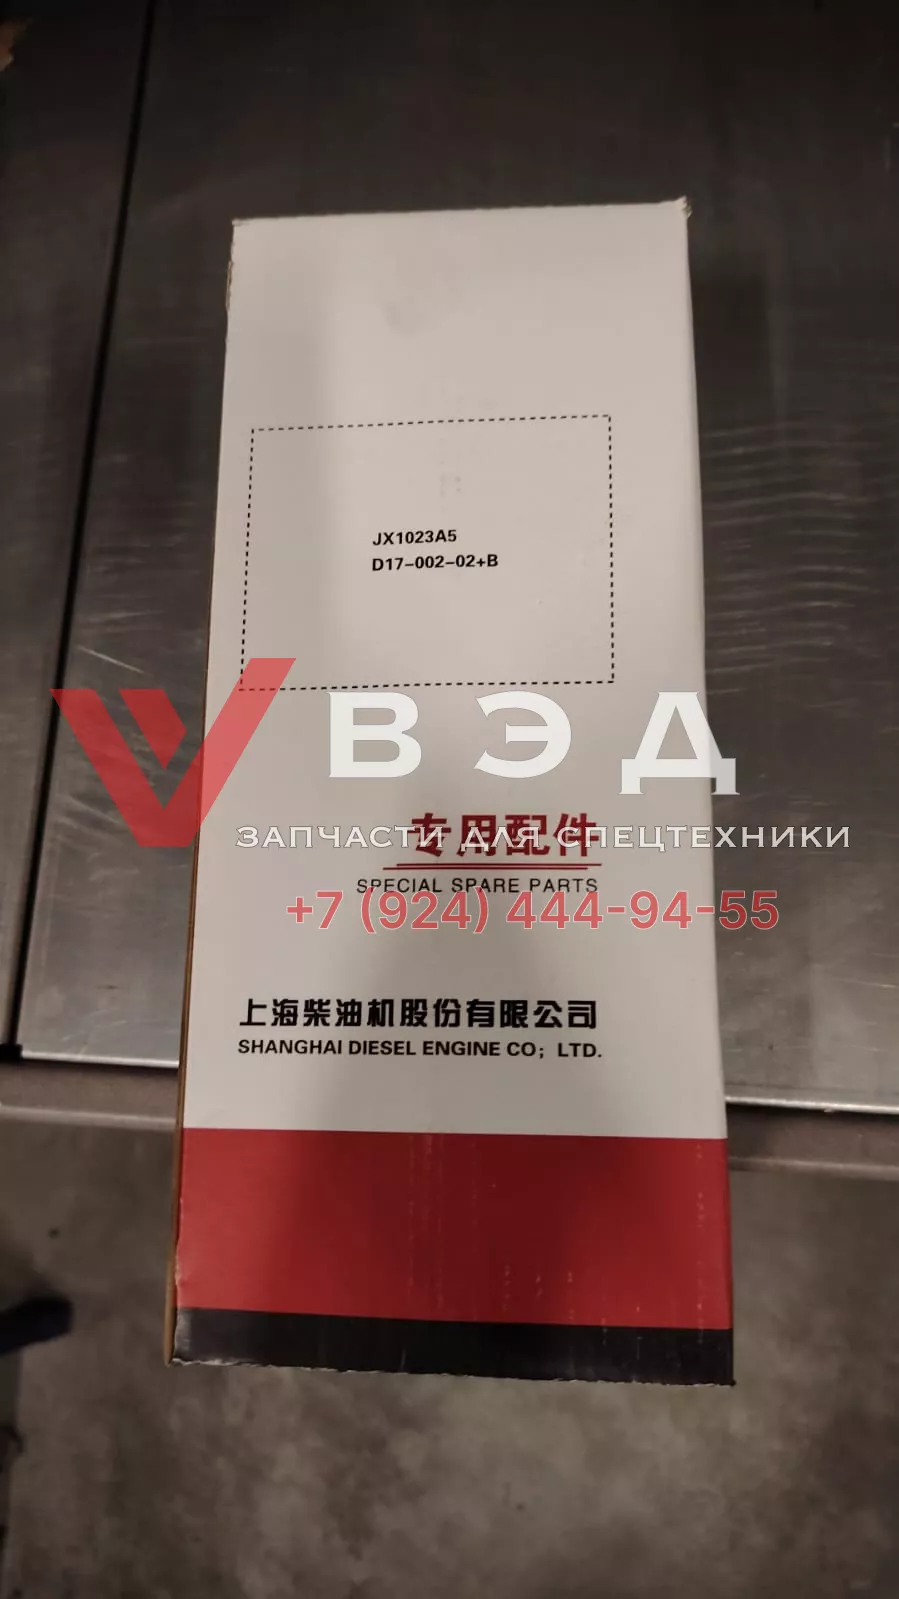 JX1023A5
D17-002-02+B
ВЭД
ЗАПЧАСТИ ДЛЯ СПЕЦТЕХНИКИ
专用配件
SPECIAL SPARE PARTS
+7 (924) 444-94-55
上海柴油机股份有限公司
SHANGHAI DIESEL ENGINE CO; LTD.